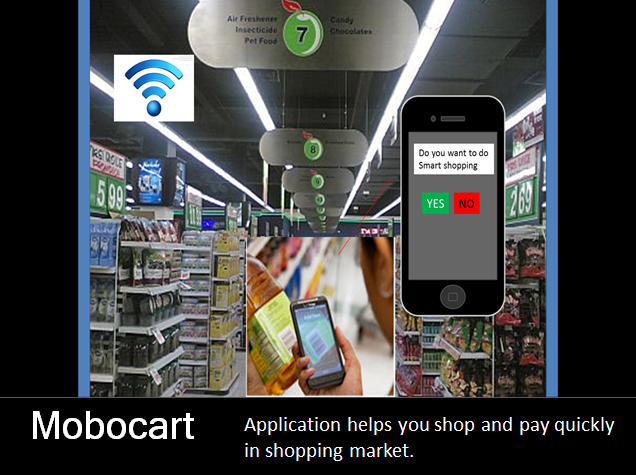 Air Freshener
Insecticide
Pet Food
7
Candy
Chocolates
8
9
5.99
2.69
Do you want to do
Smart shopping
YES
NO
Mobocart
Application helps you shop and pay quickly
in shopping market.